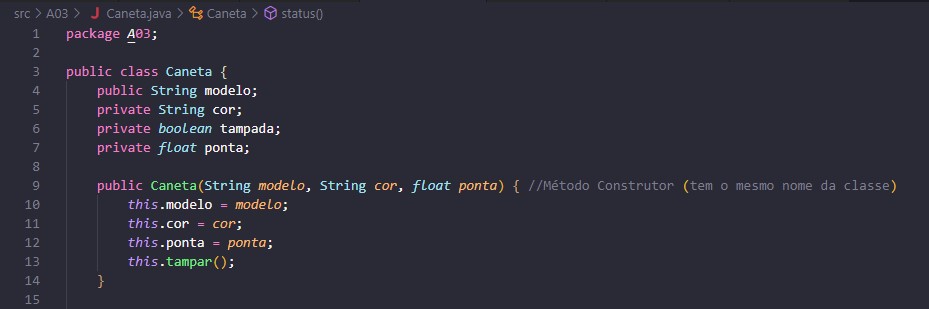 src > A03 > J Caneta.java > Caneta > status()
1 package A03;
2
3 public class Caneta {
4 public String modelo;
5 private String cor;
6 private boolean tampada;
7 private float ponta;
8
9 public Caneta(String modelo, String cor, float ponta) { //Método Construtor (tem o mesmo nome da classe)
10 this.modelo = modelo;
11 this.cor = cor;
12 this.ponta = ponta;
13 this.tampar();
14 }
15